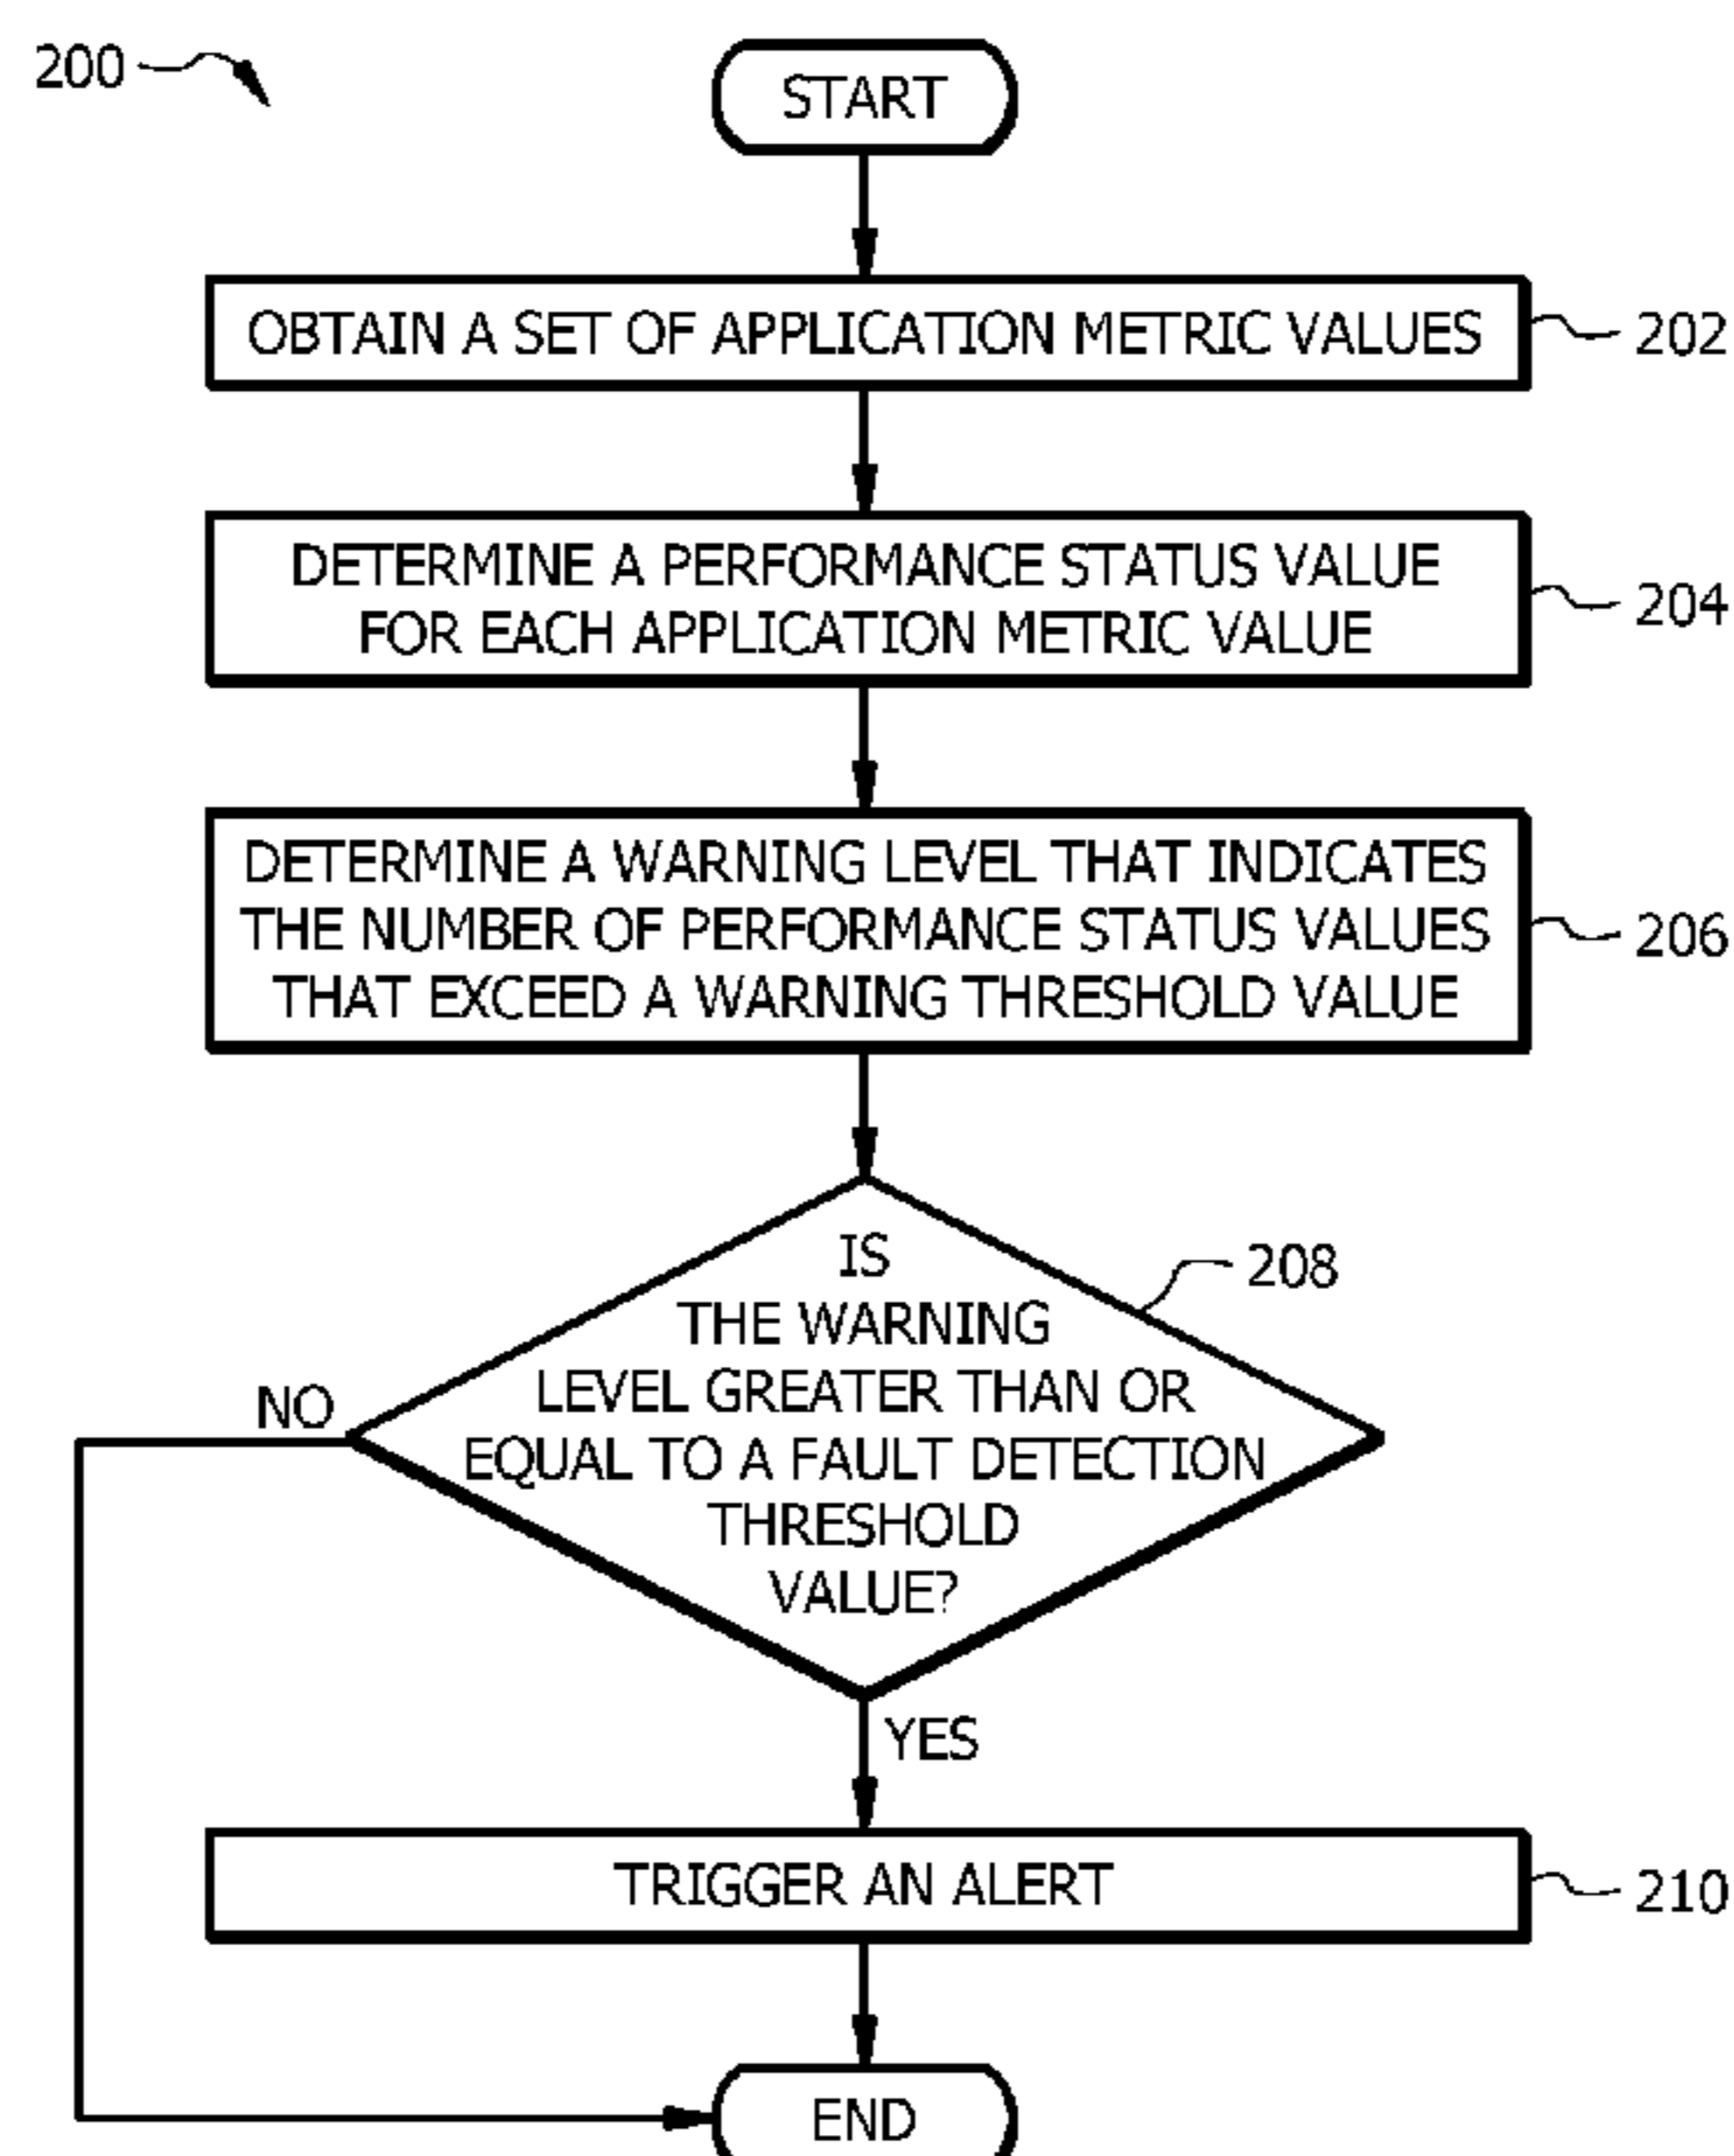 200
START
OBTAIN A SET OF APPLICATION METRIC VALUES
202
DETERMINE A PERFORMANCE STATUS VALUE
FOR EACH APPLICATION METRIC VALUE
204
DETERMINE A WARNING LEVEL THAT INDICATES
THE NUMBER OF PERFORMANCE STATUS VALUES
THAT EXCEED A WARNING THRESHOLD VALUE
206
IS
THE WARNING
LEVEL GREATER THAN OR
EQUAL TO A FAULT DETECTION
THRESHOLD
VALUE?
208
NO
YES
TRIGGER AN ALERT
210
END